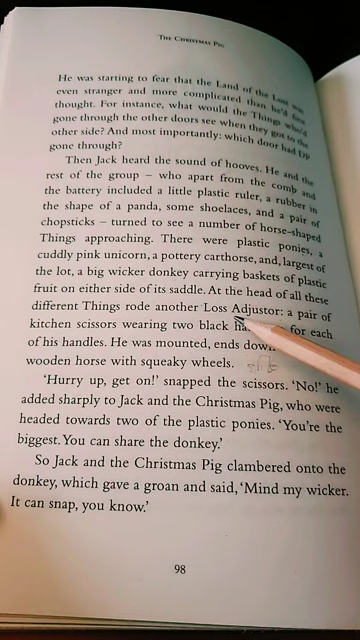 THE CHRISTMAS PIG
He was starting to fear that the Land of the Lost was
even stranger and more complicated than he'd first
thought. For instance, what would the Things who'd
gone through the other doors see when they got to the
other side? And most importantly: which door had DP
gone through?
Then Jack heard the sound of hooves. He and the
rest of the group – who apart from the comb and
the battery included a little plastic ruler, a rubber in
the shape of a panda, some shoelaces, and a pair of
chopsticks – turned to see a number of horse-shaped
Things approaching. There were plastic ponies, a
cuddly pink unicorn, a pottery carthorse, and, largest of
the lot, a big wicker donkey carrying baskets of plastic
fruit on either side of its saddle. At the head of all these
different Things rode another Loss Adjustor: a pair of
kitchen scissors wearing two black for each
of his handles. He was mounted, ends down
wooden horse with squeaky wheels.
'Hurry up, get on!' snapped the scissors. 'No!' he
added sharply to Jack and the Christmas Pig, who were
headed towards two of the plastic ponies. 'You're the
biggest. You can share the donkey.'
So Jack and the Christmas Pig clambered onto the
donkey, which gave a groan and said, 'Mind my wicker.
It can snap, you know.'
98